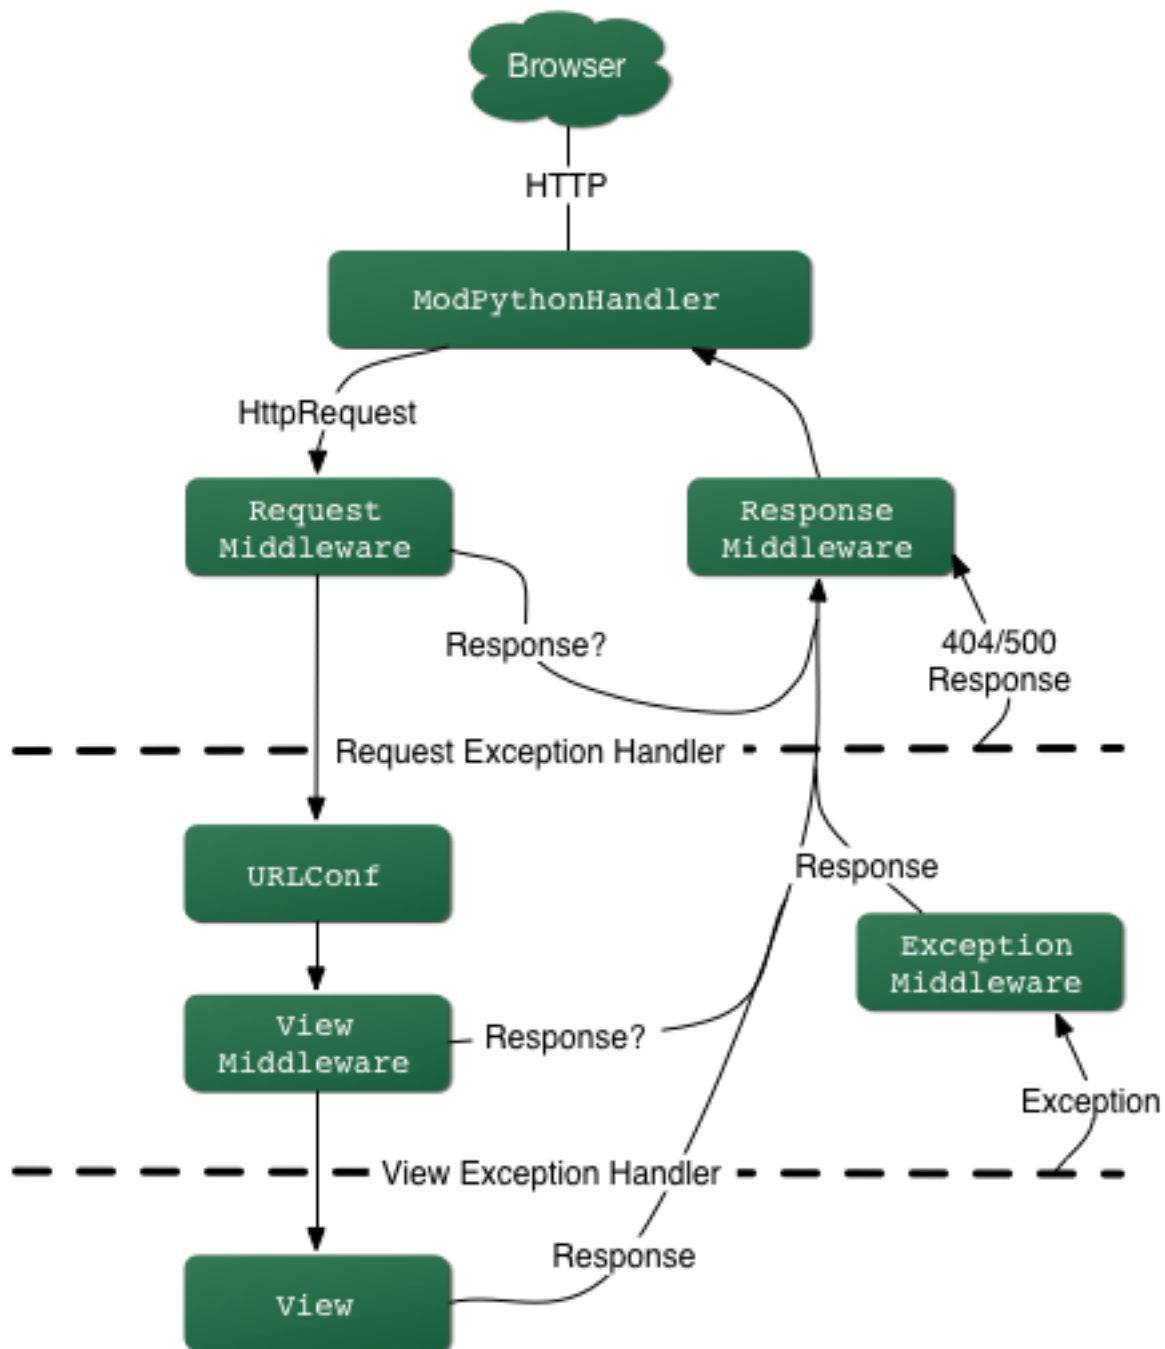 Browser
HTTP
ModPythonHandler
HttpRequest
Request
Middleware
Response
Middleware
Response?
404/500
Response
Request Exception Handler
URLConf
Response
Exception
Middleware
View
Middleware
Response?
Exception
View Exception Handler
Response
View